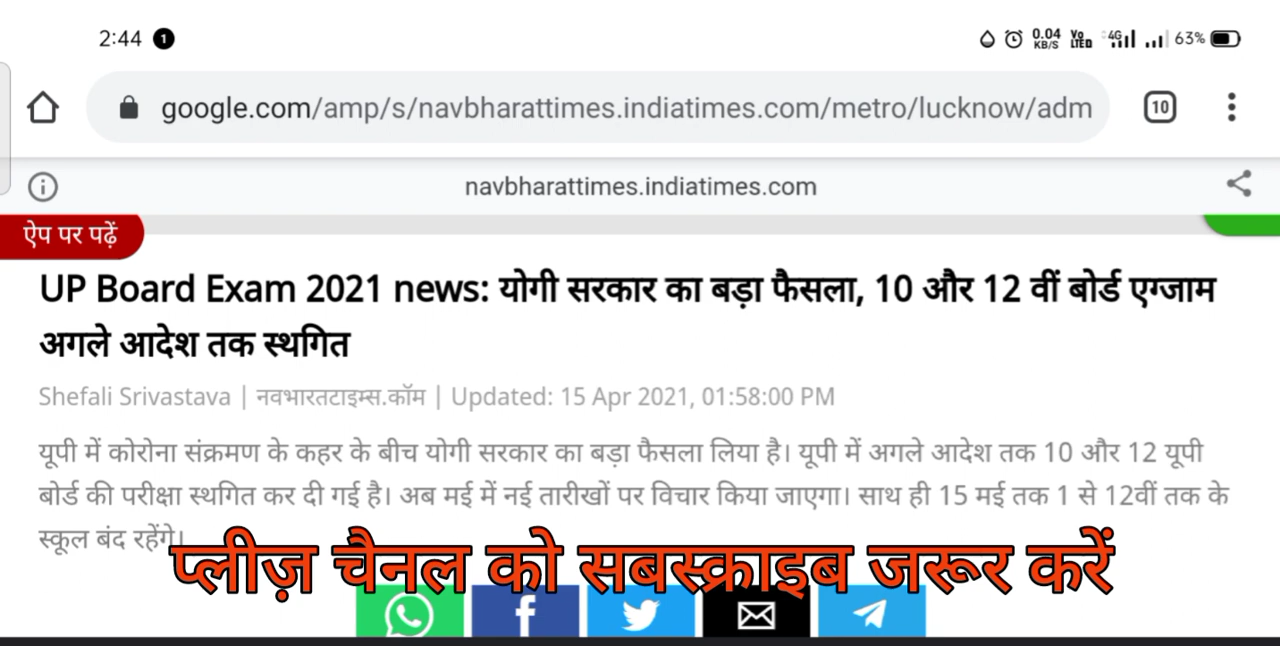 2:44 1 0.04 KB/S Vo LTED 4G 63%
google.com/amp/s/navbharattimes.indiatimes.com/metro/lucknow/adm 10
navbharattimes.indiatimes.com
ऐप पर पढ़ें
UP Board Exam 2021 news: योगी सरकार का बड़ा फैसला, 10 और 12 वीं बोर्ड एग्जाम
अगले आदेश तक स्थगित
Shefali Srivastava | नवभारतटाइम्स.कॉम | Updated: 15 Apr 2021, 01:58:00 PM
यूपी में कोरोना संक्रमण के कहर के बीच योगी सरकार का बड़ा फैसला लिया है। यूपी में अगले आदेश तक 10 और 12 यूपी
बोर्ड की परीक्षा स्थगित कर दी गई है। अब मई में नई तारीखों पर विचार किया जाएगा। साथ ही 15 मई तक 1 से 12वीं तक के
स्कूल बंद रहेंगे।
प्लीज़ चैनल को सबस्क्राइब जरूर करें